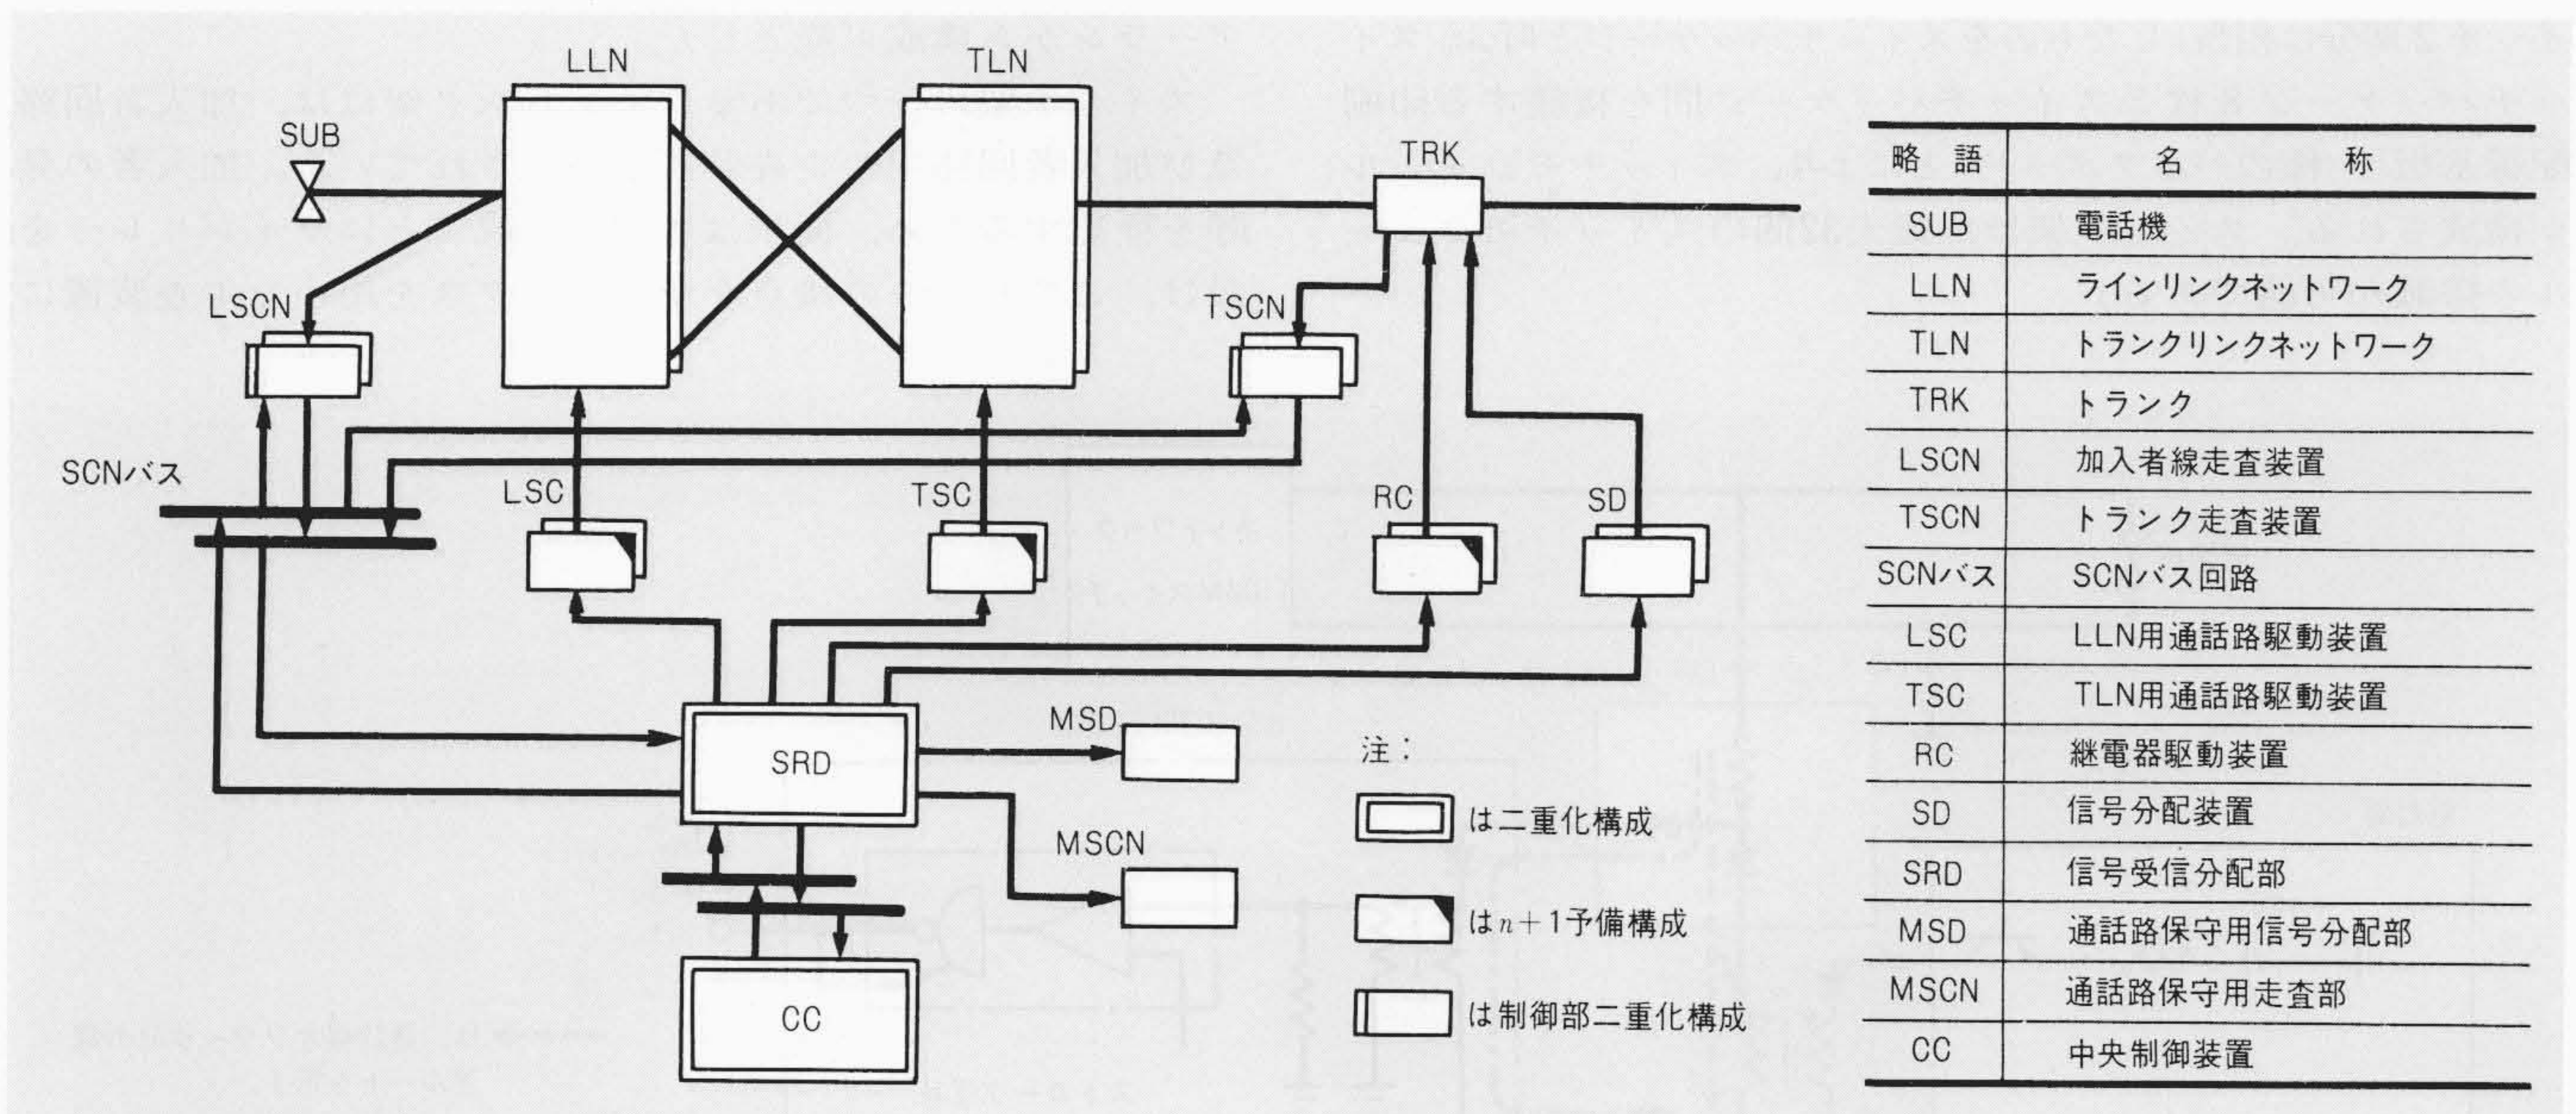 LLN
TLN
SUB
TRK
LSCN
TSCN
SCNバス
LSC
TSC
RC
SD
SRD
MSD
MSCN
CC
注：
は二重化構成
はn＋1予備構成
は制御部二重化構成
略語 名称
SUB 電話機
LLN ラインリンクネットワーク
TLN トランクリンクネットワーク
TRK トランク
LSCN 加入者線走査装置
TSCN トランク走査装置
SCNバス SCNバス回路
LSC LLN用通話路駆動装置
TSC TLN用通話路駆動装置
RC 継電器駆動装置
SD 信号分配装置
SRD 信号受信分配部
MSD 通話路保守用信号分配部
MSCN 通話路保守用走査部
CC 中央制御装置